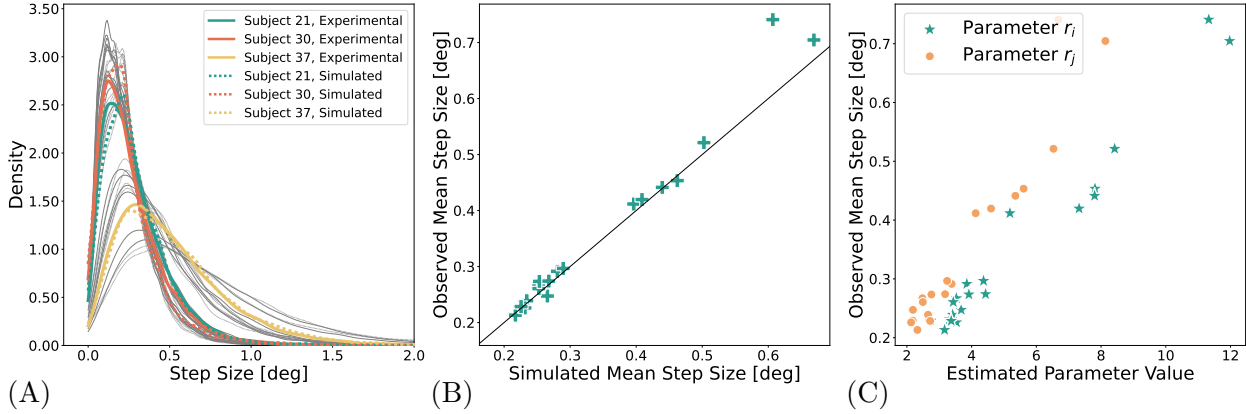 3.50
3.00
2.50
2.00
1.50
1.00
0.50
0.00
Density
0.0
0.5
1.0
1.5
2.0
Step Size [deg]
Subject 21, Experimental
Subject 30, Experimental
Subject 37, Experimental
Subject 21, Simulated
Subject 30, Simulated
Subject 37, Simulated
(A)
0.7
0.6
0.5
0.4
0.3
0.2
Observed Mean Step Size [deg]
0.2
0.3
0.4
0.5
0.6
Simulated Mean Step Size [deg]
(B)
Parameter r_i
Parameter r_j
0.7
0.6
0.5
0.4
0.3
0.2
Observed Mean Step Size [deg]
2
4
6
8
10
12
Estimated Parameter Value
(C)